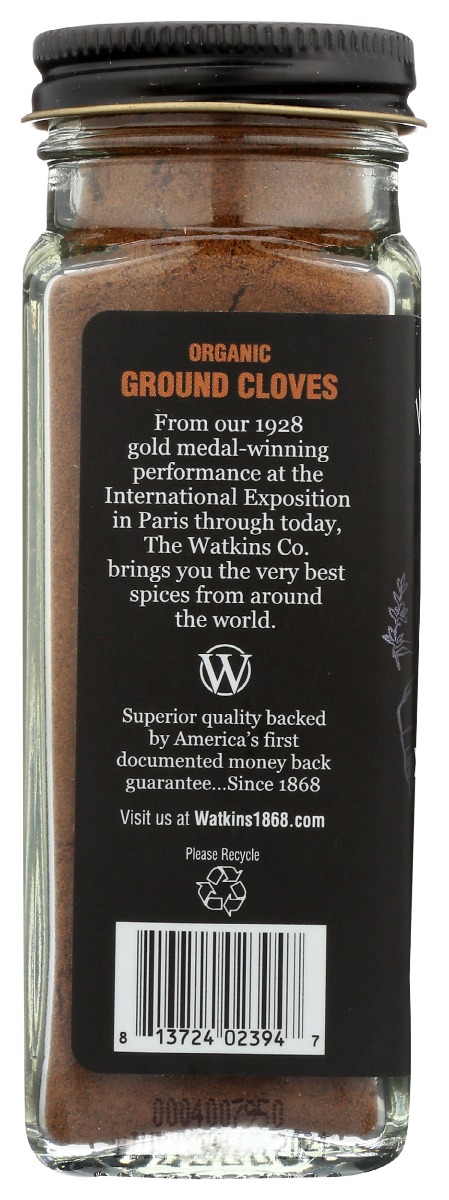 ORGANIC
GROUND CLOVES
From our 1928
gold medal-winning
performance at the
International Exposition
in Paris through today,
The Watkins Co.
brings you the very best
spices from around
the world.
W
Superior quality backed
by America's first
documented money back
guarantee...Since 1868
Visit us at Watkins1868.com
Please Recycle
8 13724 02394 7